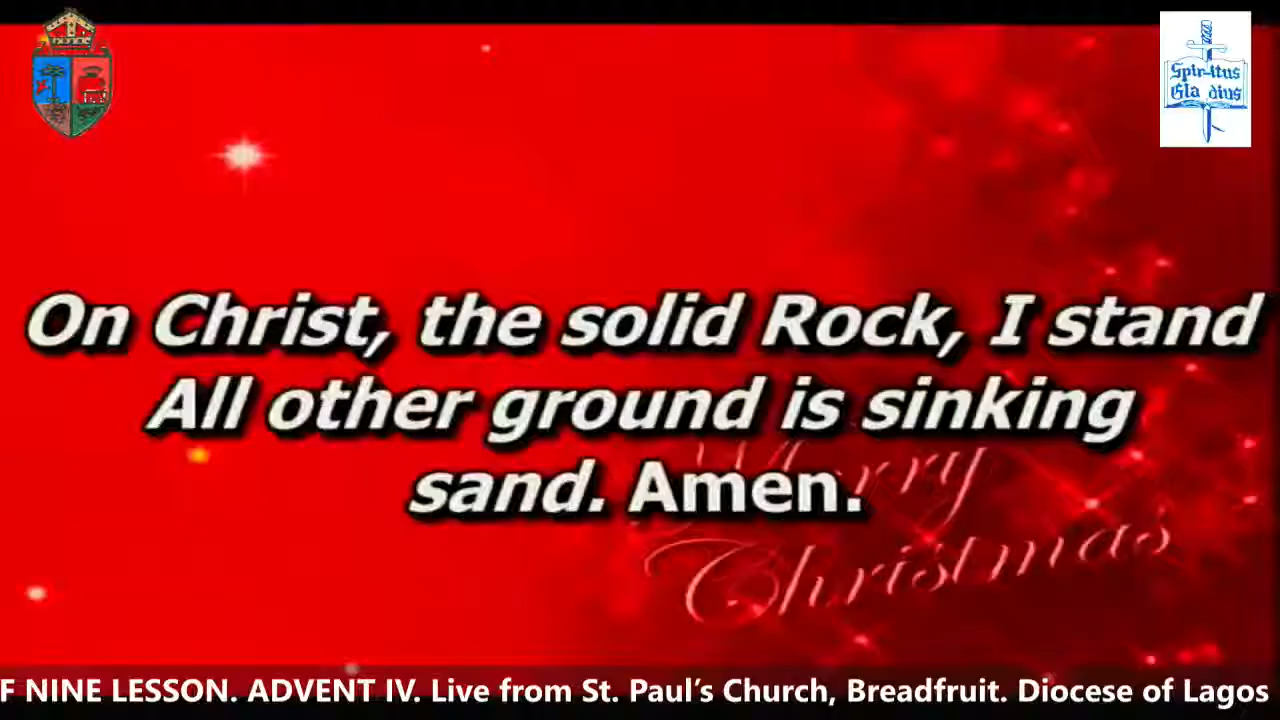 Spiritus
Gladius
On Christ, the solid Rock, I stand
All other ground is sinking
sand. Amen.
Merry
Christmas
F NINE LESSON. ADVENT IV. Live from St. Paul’s Church, Breadfruit. Diocese of Lagos